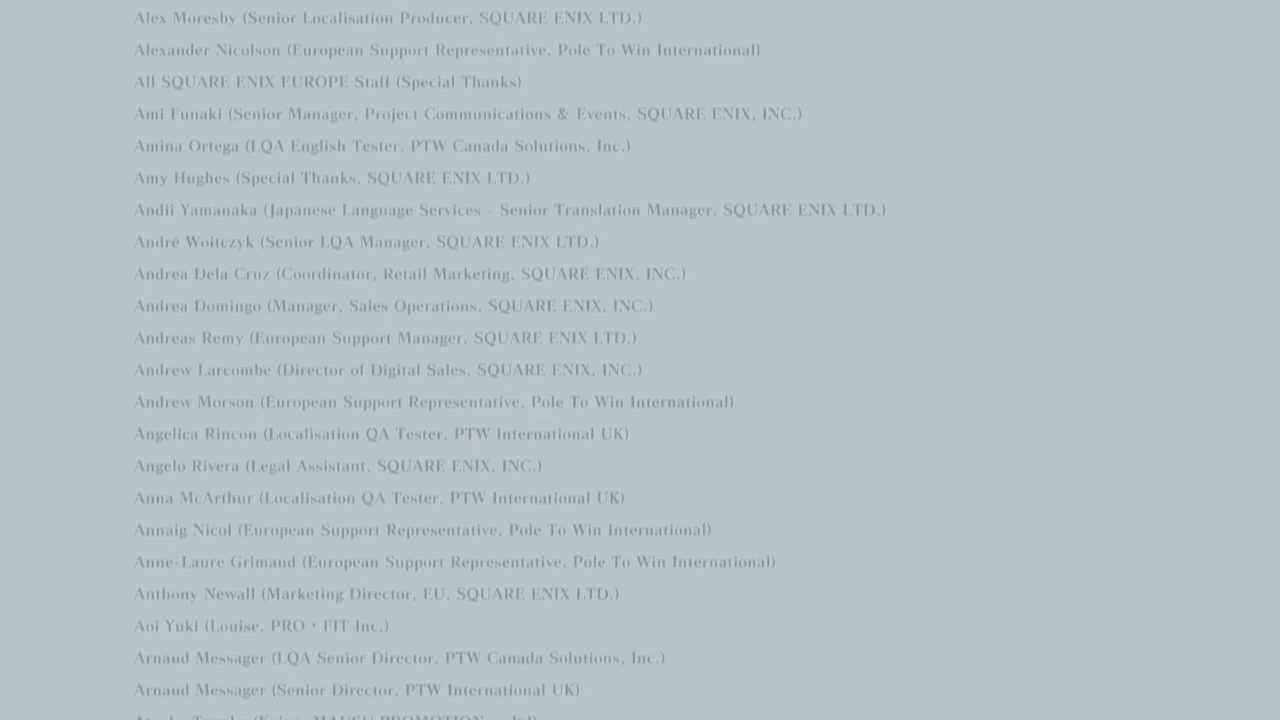 Alex Moresby (Senior Localisation Producer, SQUARE ENIX LTD.)
Alexander Nicolson (European Support Representative, Pole To Win International)
All SQUARE ENIX EUROPE Staff (Special Thanks)
Ami Funaki (Senior Manager, Project Communications & Events, SQUARE ENIX, INC.)
Amina Ortega (LQA English Tester, PTW Canada Solutions, Inc.)
Amy Hughes (Special Thanks, SQUARE ENIX LTD.)
Andii Yamanaka (Japanese Language Services - Senior Translation Manager, SQUARE ENIX LTD.)
André Woitczyk (Senior LQA Manager, SQUARE ENIX LTD.)
Andrea Dela Cruz (Coordinator, Retail Marketing, SQUARE ENIX, INC.)
Andrea Domingo (Manager, Sales Operations, SQUARE ENIX, INC.)
Andreas Remy (European Support Manager, SQUARE ENIX LTD.)
Andrew Larcombe (Director of Digital Sales, SQUARE ENIX, INC.)
Andrew Morson (European Support Representative, Pole To Win International)
Angelica Rincon (Localisation QA Tester, PTW International UK)
Angelo Rivera (Legal Assistant, SQUARE ENIX, INC.)
Anna McArthur (Localisation QA Tester, PTW International UK)
Annaig Nicol (European Support Representative, Pole To Win International)
Anne-Laure Grimaud (European Support Representative, Pole To Win International)
Anthony Newall (Marketing Director, EU, SQUARE ENIX LTD.)
Aoi Yuki (Louise, PRO・FIT Inc.)
Arnaud Messager (LQA Senior Director, PTW Canada Solutions, Inc.)
Arnaud Messager (Senior Director, PTW International UK)